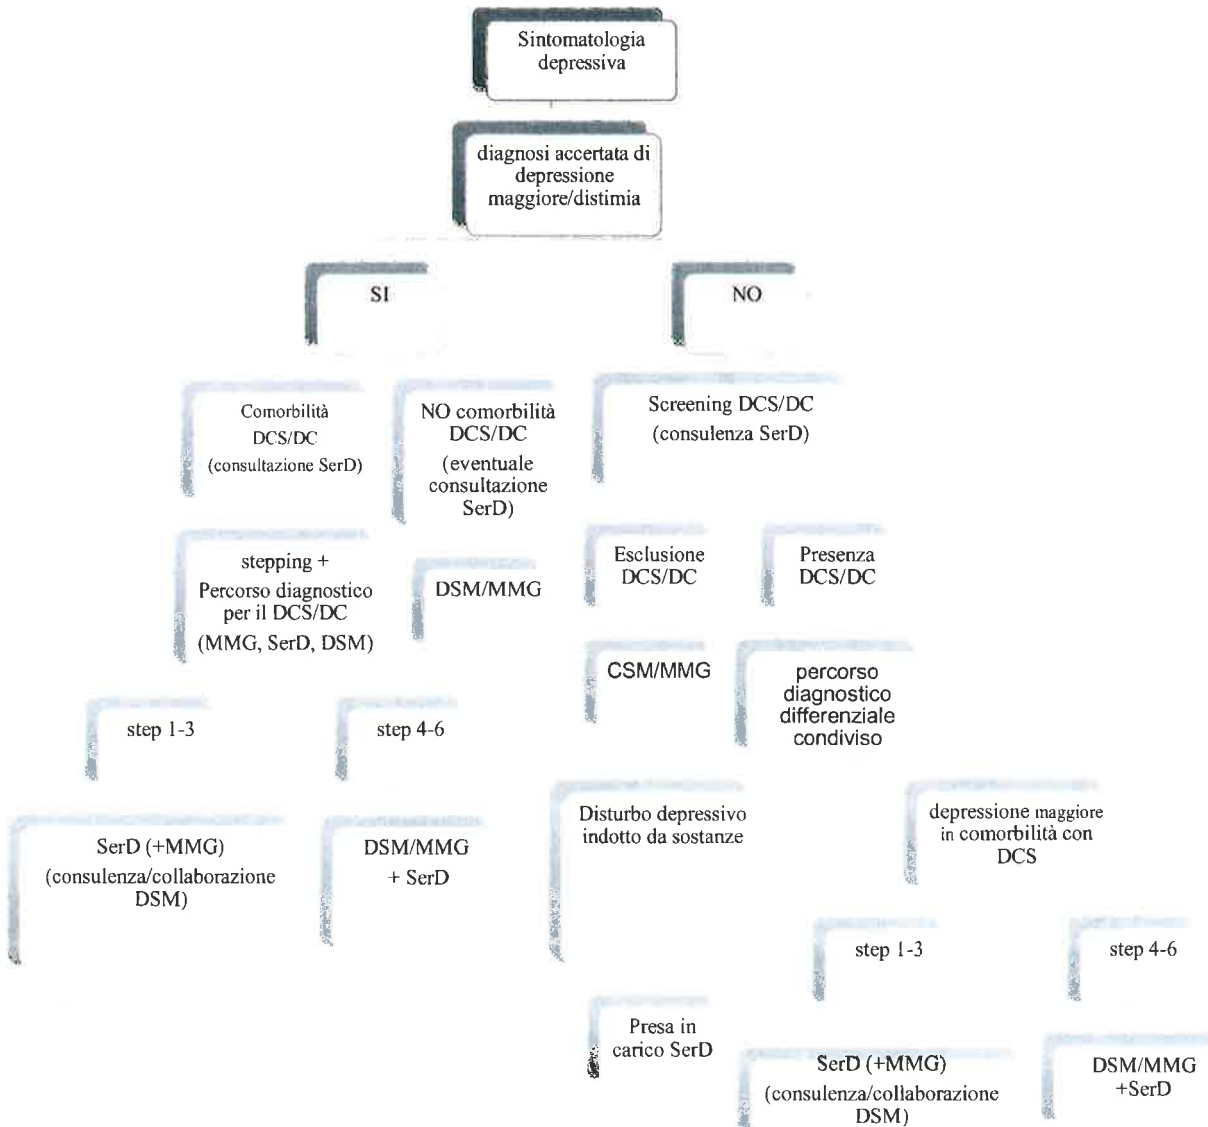 Sintomatologia
depressiva
diagnosi accertata di
depressione
maggiore/distimia
SI
NO
Comorbilità
DCS/DC
(consultazione SerD)
NO comorbilità
DCS/DC
(eventuale
consultazione
SerD)
Screening DCS/DC
(consulenza SerD)
stepping +
Percorso diagnostico
per il DCS/DC
(MMG, SerD, DSM)
DSM/MMG
Esclusione
DCS/DC
Presenza
DCS/DC
CSM/MMG
percorso
diagnostico
differenziale
condiviso
step 1-3
step 4-6
SerD (+MMG)
(consulenza/collaborazione
DSM)
DSM/MMG
+ SerD
Disturbo depressivo
indotto da sostanze
depressione maggiore
in comorbilità con
DCS
step 1-3
step 4-6
Presa in
carico SerD
SerD (+MMG)
(consulenza/collaborazione
DSM)
DSM/MMG
+SerD